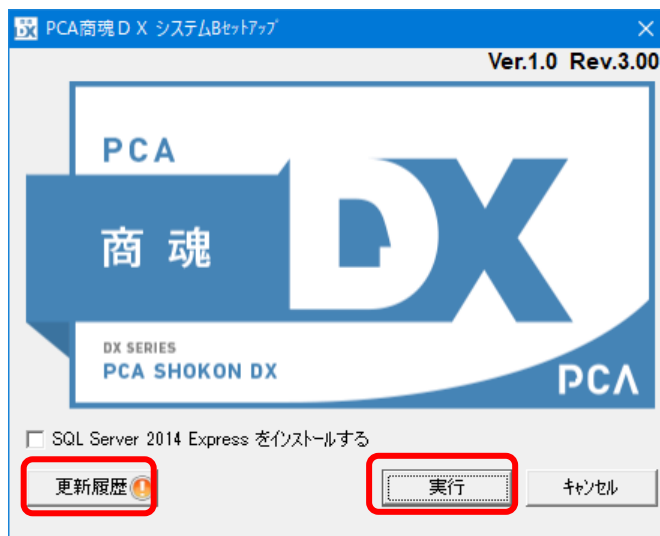 PCA商魂ＤＸ システムBｾｯﾄｱｯﾌﾟ
Ver.1.0 Rev.3.00
PCA
DX
商魂
DX SERIES
PCA SHOKON DX
PCA
SQL Server 2014 Express をｲﾝｽﾄｰﾙする
更新履歴
実行
ｷｬﾝｾﾙ